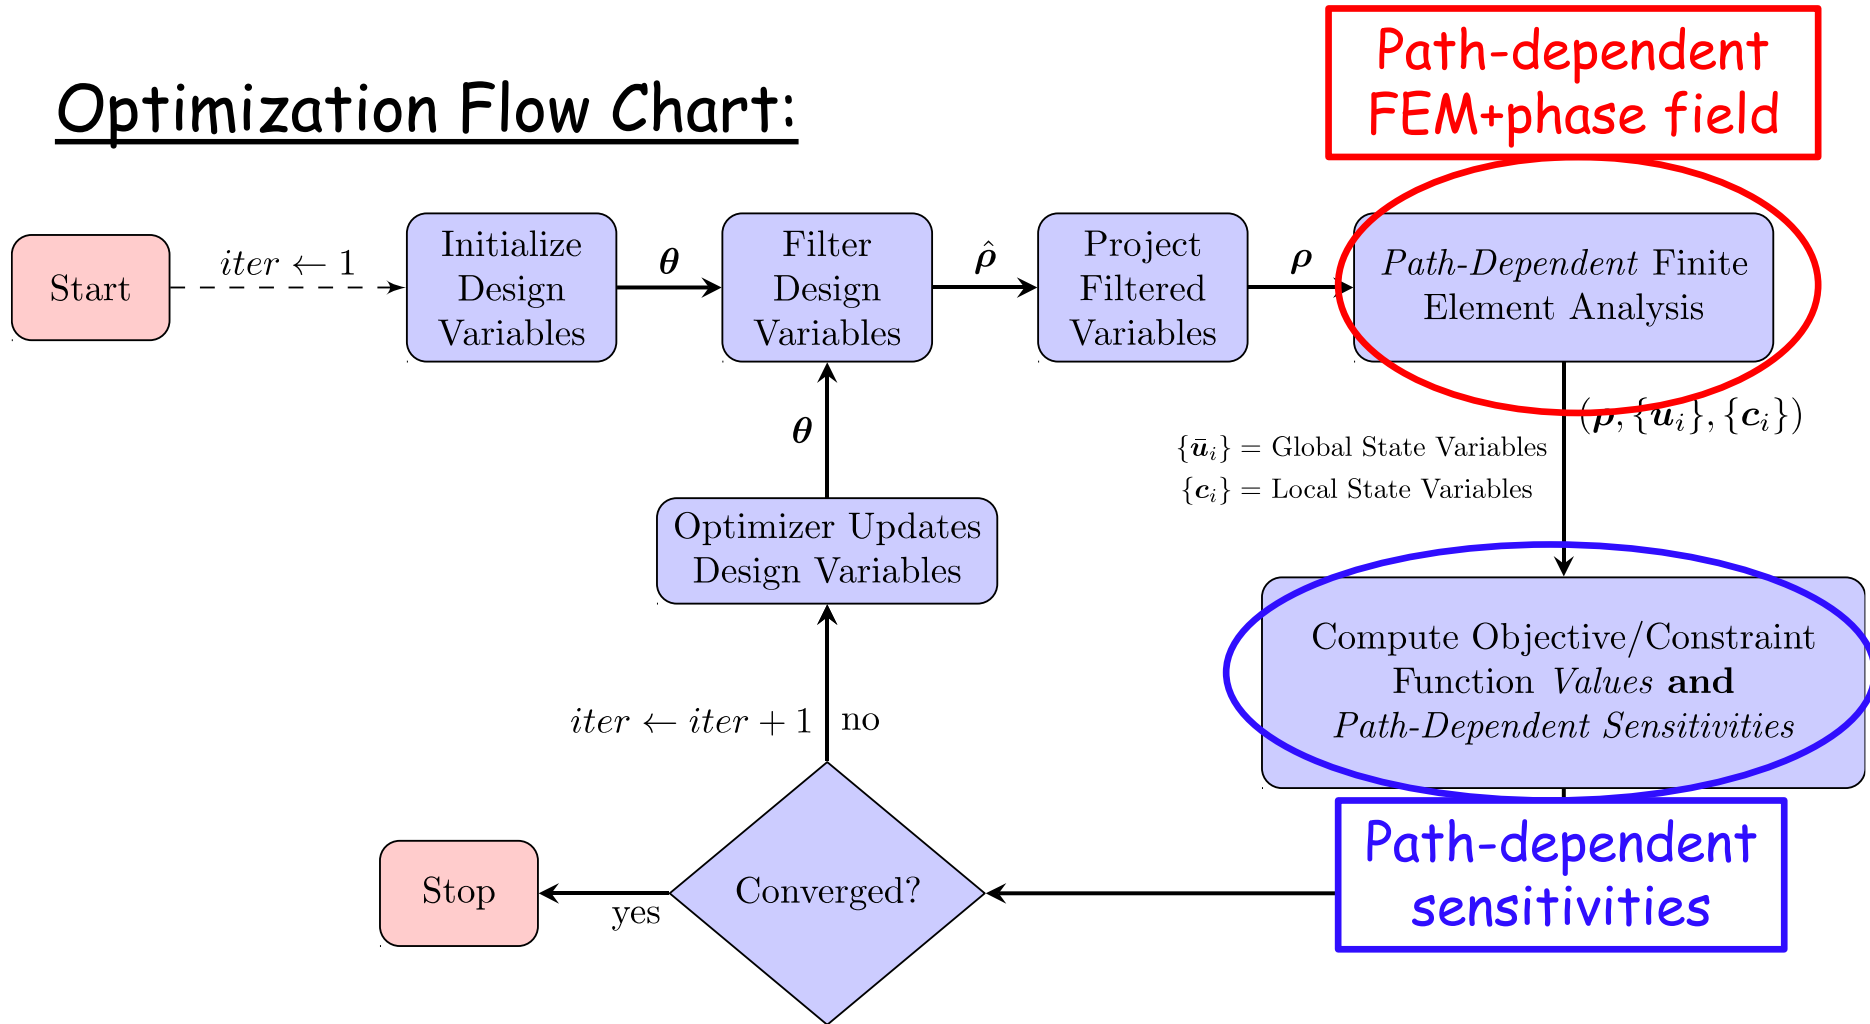 Optimization Flow Chart:
Path-dependent
FEM+phase field
Start
iter ← 1
Initialize
Design
Variables
θ
Filter
Design
Variables
ρ̂
Project
Filtered
Variables
ρ
Path-Dependent Finite
Element Analysis
(ρ, {u_i}, {c_i})
{ū_i} = Global State Variables
{c_i} = Local State Variables
θ
Optimizer Updates
Design Variables
iter ← iter + 1
no
Compute Objective/Constraint
Function Values and
Path-Dependent Sensitivities
Path-dependent
sensitivities
Converged?
yes
Stop